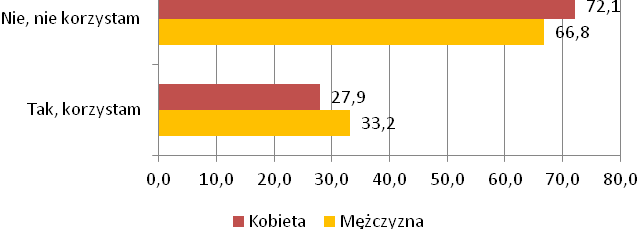 Nie, nie korzystam
72,1
66,8
Tak, korzystam
27,9
33,2
0,0 10,0 20,0 30,0 40,0 50,0 60,0 70,0 80,0
Kobieta Mężczyzna